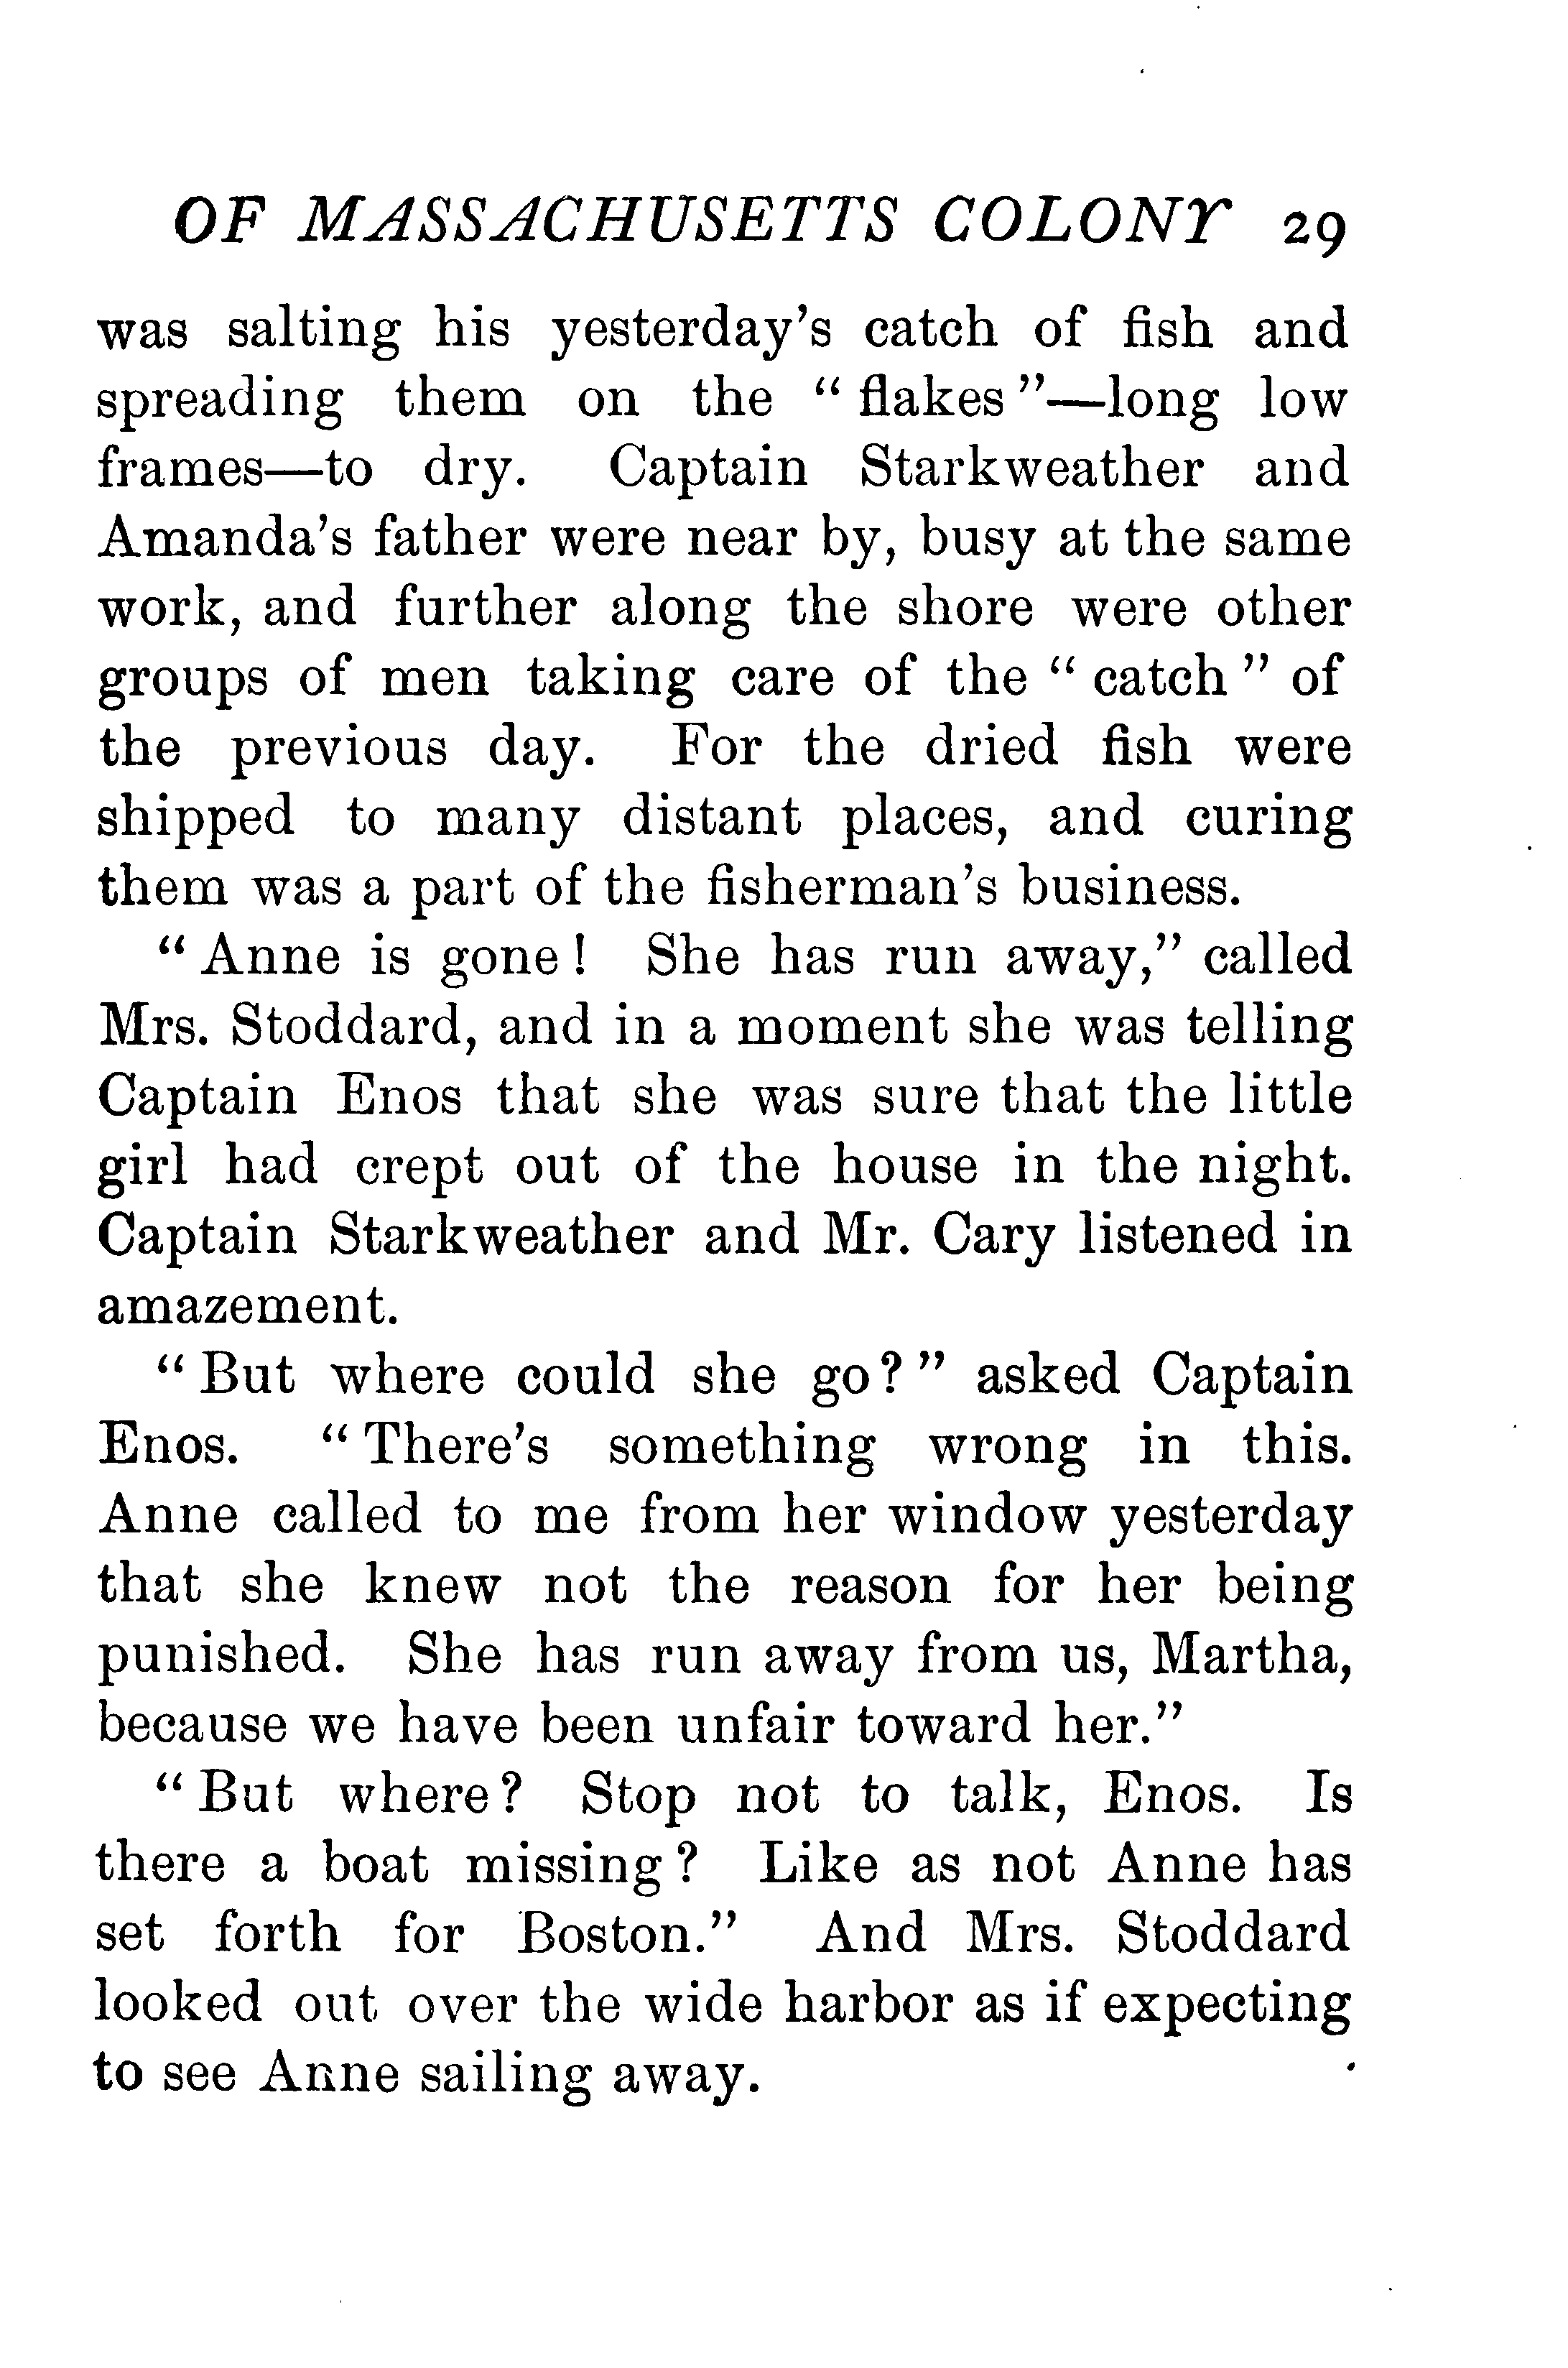 OF MASSACHUSETTS COLONY 29
was salting his yesterday's catch of fish and
spreading them on the “ flakes ”—long low
frames—to dry. Captain Starkweather and
Amanda's father were near by, busy at the same
work, and further along the shore were other
groups of men taking care of the “ catch ” of
the previous day. For the dried fish were
shipped to many distant places, and curing
them was a part of the fisherman's business.
“ Anne is gone! She has run away,” called
Mrs. Stoddard, and in a moment she was telling
Captain Enos that she was sure that the little
girl had crept out of the house in the night.
Captain Starkweather and Mr. Cary listened in
amazement.
“ But where could she go? ” asked Captain
Enos. “ There's something wrong in this.
Anne called to me from her window yesterday
that she knew not the reason for her being
punished. She has run away from us, Martha,
because we have been unfair toward her.”
“ But where? Stop not to talk, Enos. Is
there a boat missing? Like as not Anne has
set forth for Boston.” And Mrs. Stoddard
looked out over the wide harbor as if expecting
to see Anne sailing away.